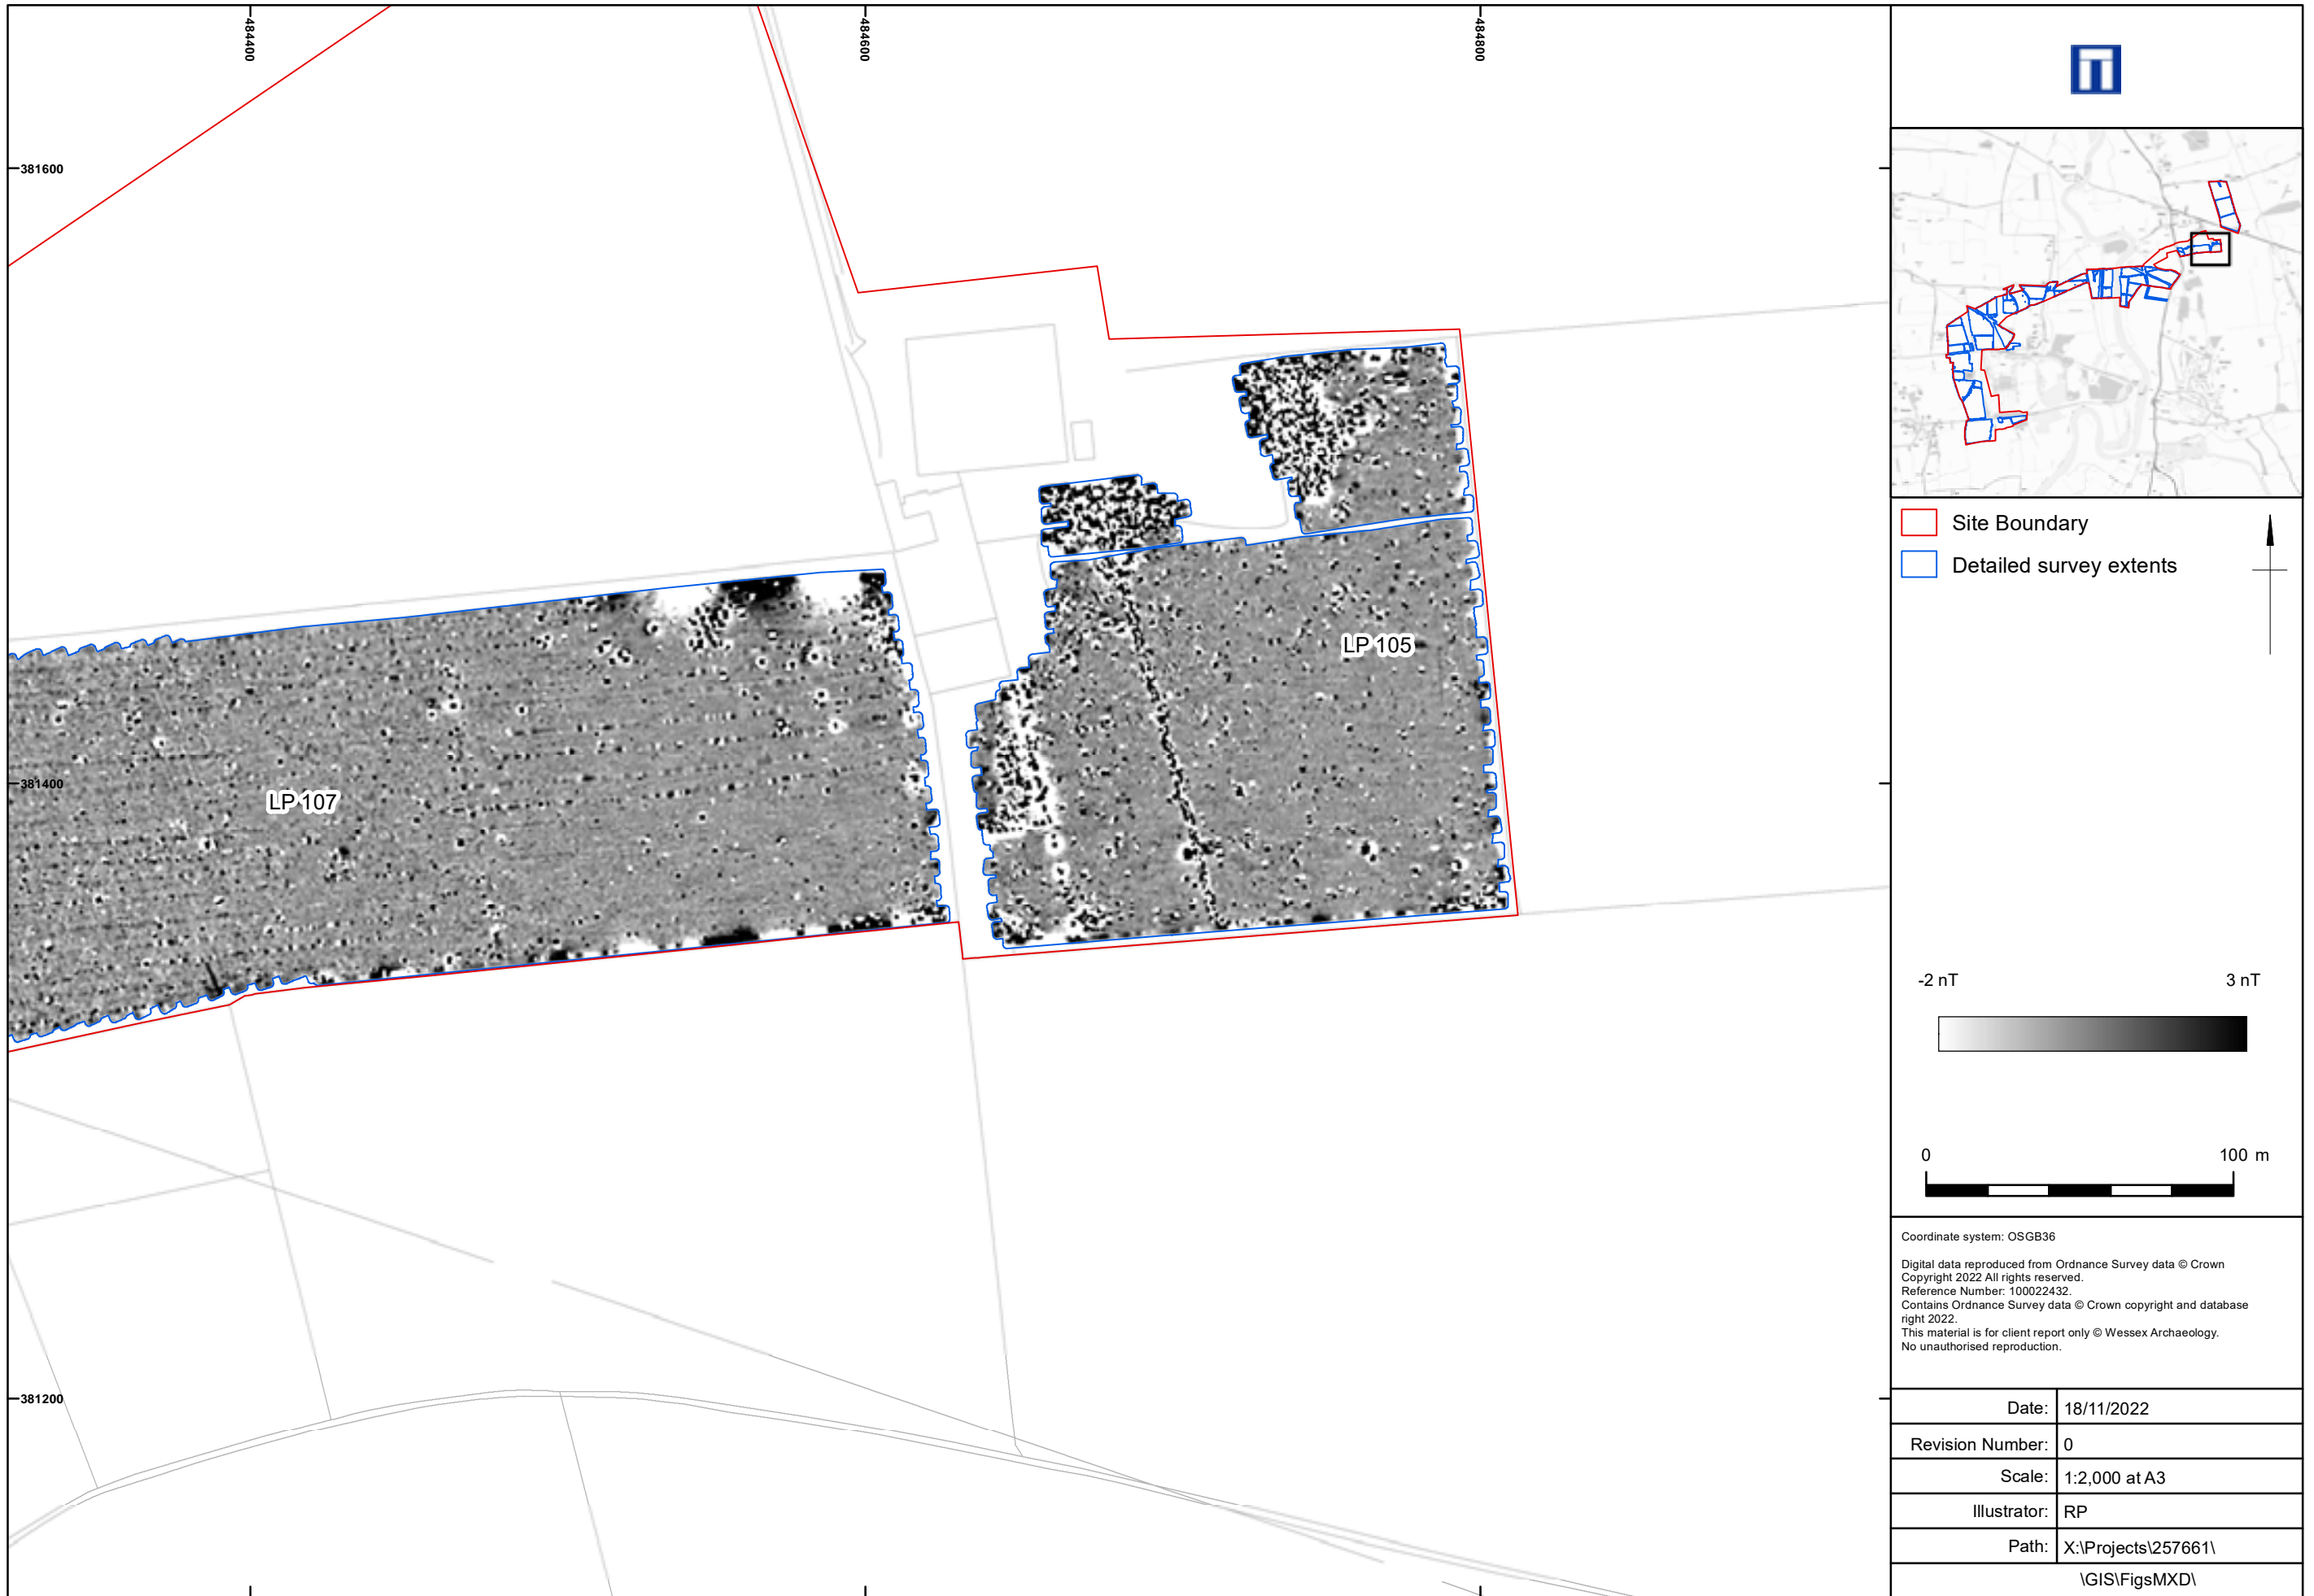 484400
484600
484800
381600
381400
381200
LP 105
LP 107
Site Boundary
Detailed survey extents
-2 nT 3 nT
0 100 m
Coordinate system: OSGB36
Digital data reproduced from Ordnance Survey data © Crown
Copyright 2022 All rights reserved.
Reference Number: 100022432.
Contains Ordnance Survey data © Crown copyright and database
right 2022.
This material is for client report only © Wessex Archaeology.
No unauthorised reproduction.
Date: 18/11/2022
Revision Number: 0
Scale: 1:2,000 at A3
Illustrator: RP
Path: X:\Projects\257661\
\GIS\FigsMXD\